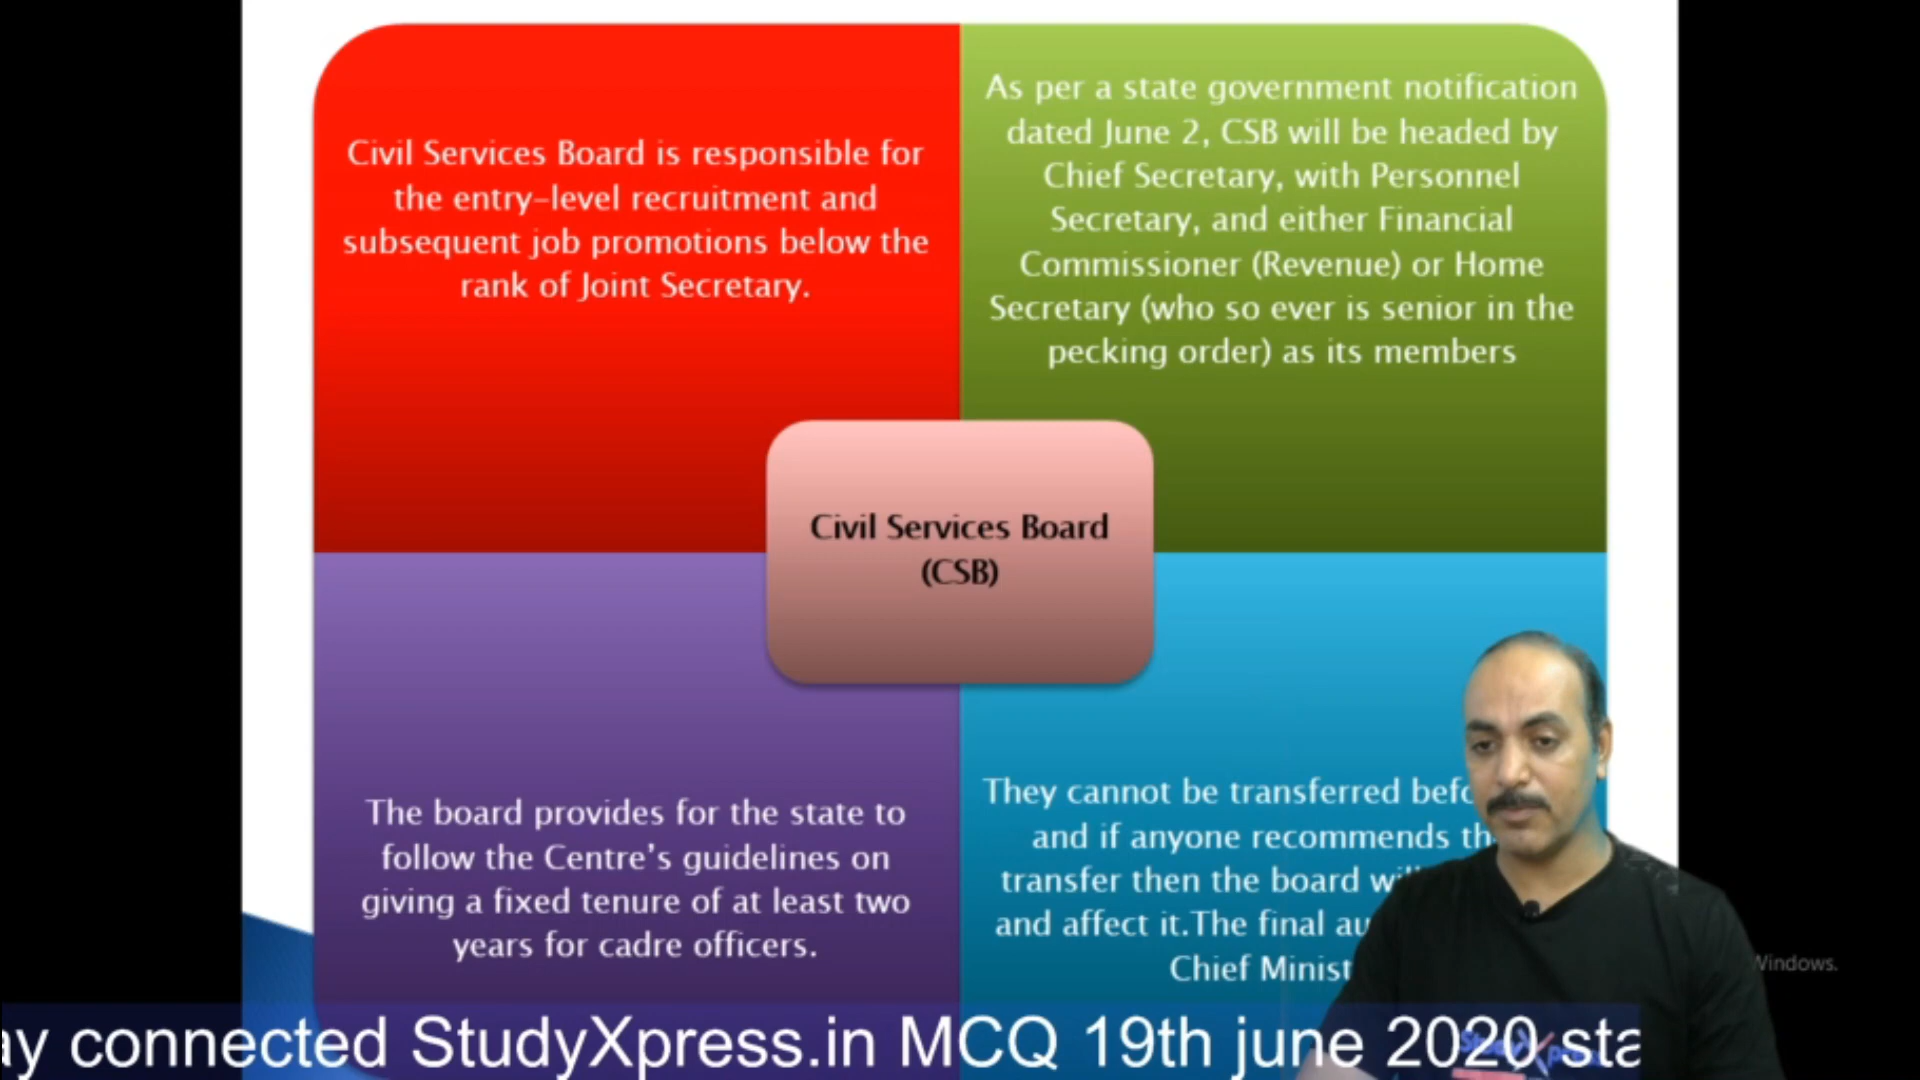 Civil Services Board is responsible for
the entry-level recruitment and
subsequent job promotions below the
rank of Joint Secretary.
As per a state government notification
dated June 2, CSB will be headed by
Chief Secretary, with Personnel
Secretary, and either Financial
Commissioner (Revenue) or Home
Secretary (who so ever is senior in the
pecking order) as its members
Civil Services Board
(CSB)
The board provides for the state to
follow the Centre's guidelines on
giving a fixed tenure of at least two
years for cadre officers.
They cannot be transferred
and if anyone recommends
transfer then the board
and affect it.The final
Chief
Windows.
connected StudyXpress.in MCQ 19th june 2020